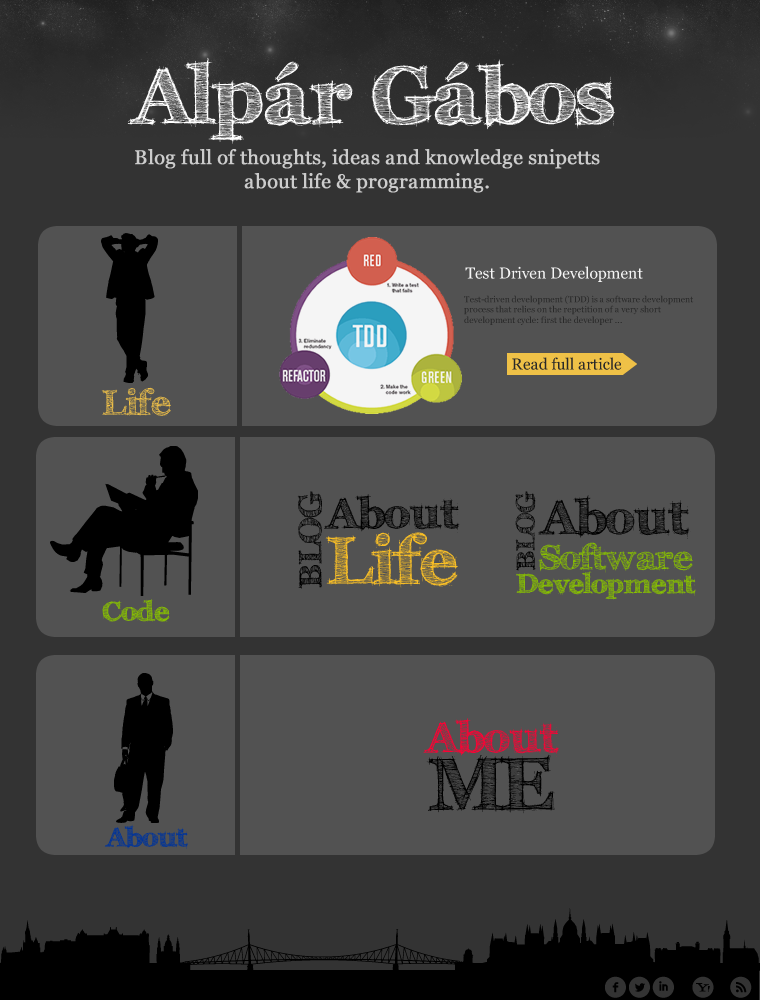 Alpár Gábos
Blog full of thoughts, ideas and knowledge snipetts
about life & programming.
Life
RED
1. Write a test
that fails
TDD
3. Eliminate
redundancy
REFACTOR
GREEN
2. Make the
code work
Test Driven Development
Test-driven development (TDD) is a software development
process that relies on the repetition of a very short
development cycle: first the developer ...
Read full article
Code
BLOG
About
Life
BLOG
About
Software
Development
About
About
ME